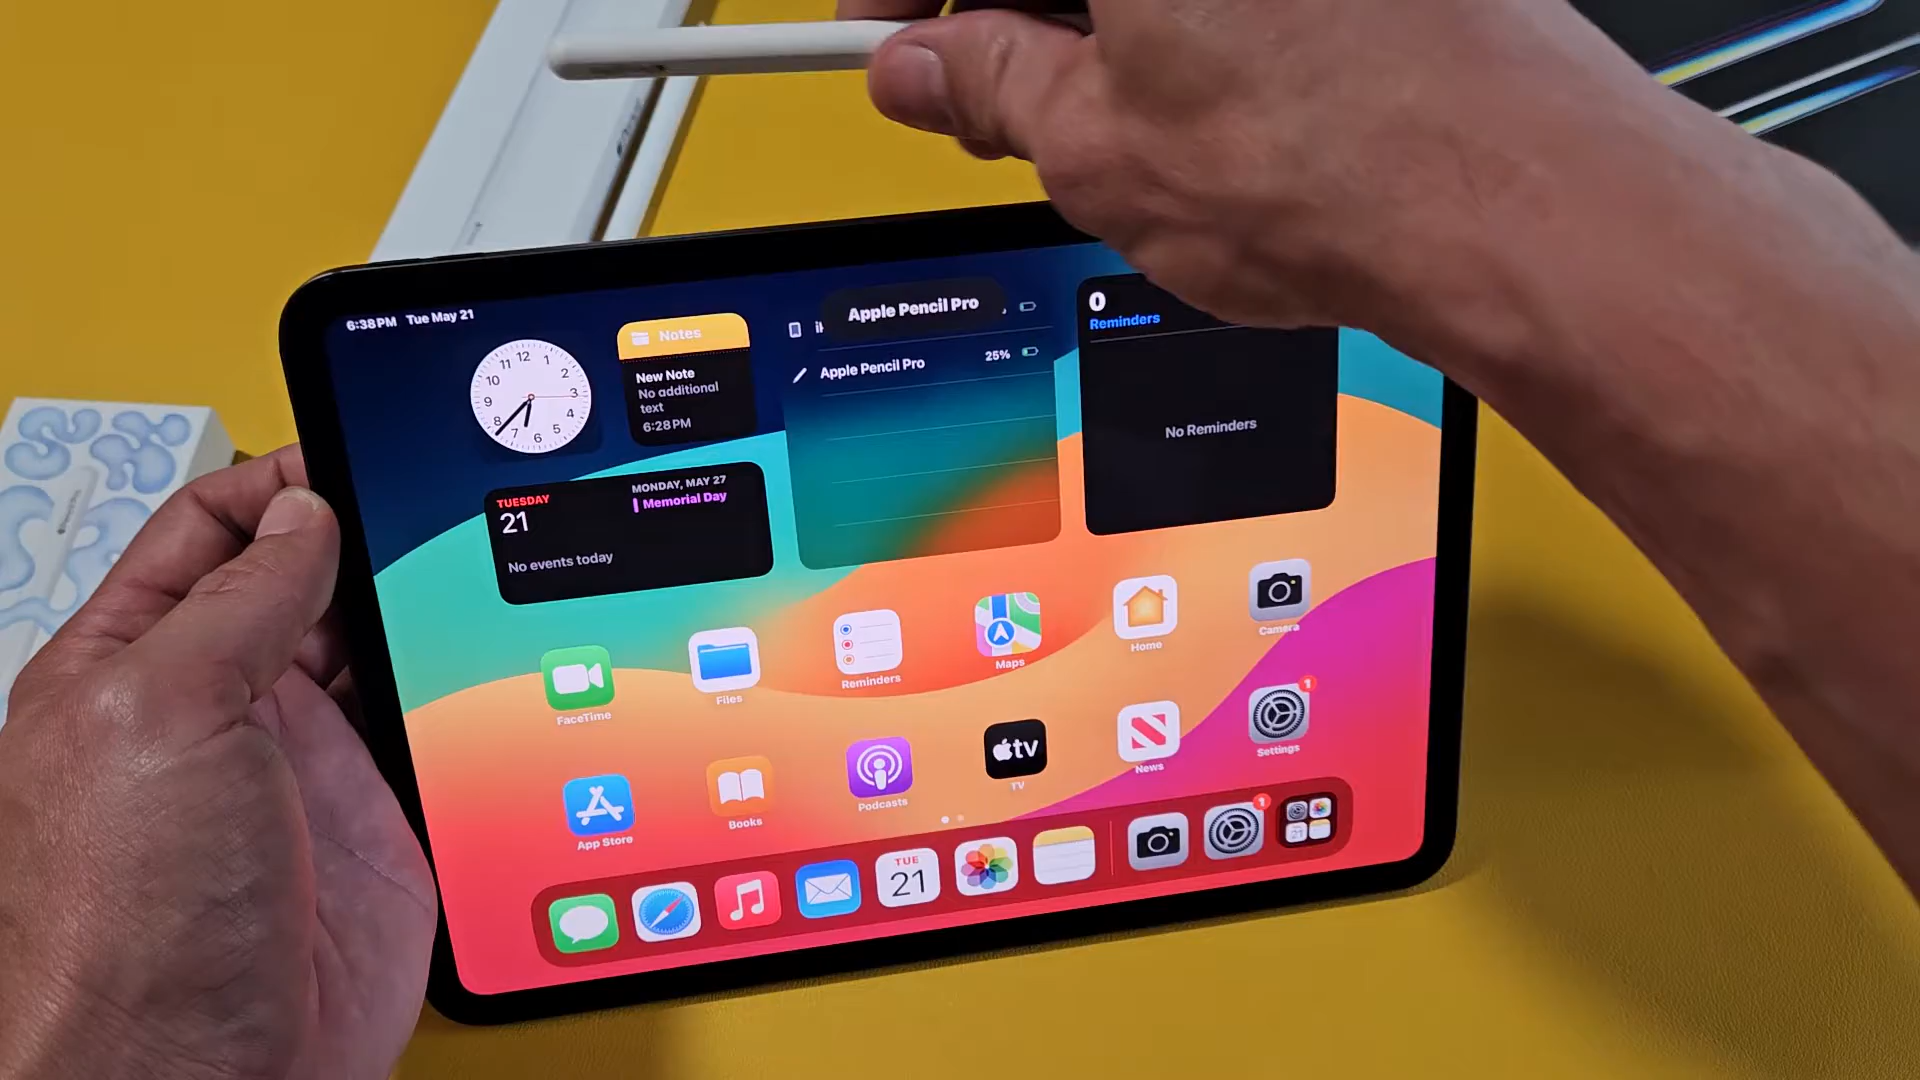 6:38 PM Tue May 21
12
1
2
3
4
5
6
7
8
9
10
11
Notes
New Note
No additional
text
6:28 PM
Apple Pencil Pro
Apple Pencil Pro 25%
0
Reminders
No Reminders
TUESDAY
21
No events today
MONDAY, MAY 27
Memorial Day
FaceTime
Files
Reminders
Maps
Home
Camera
App Store
Books
Podcasts
tv
TV
News
1
Settings
TUE
21
1
21